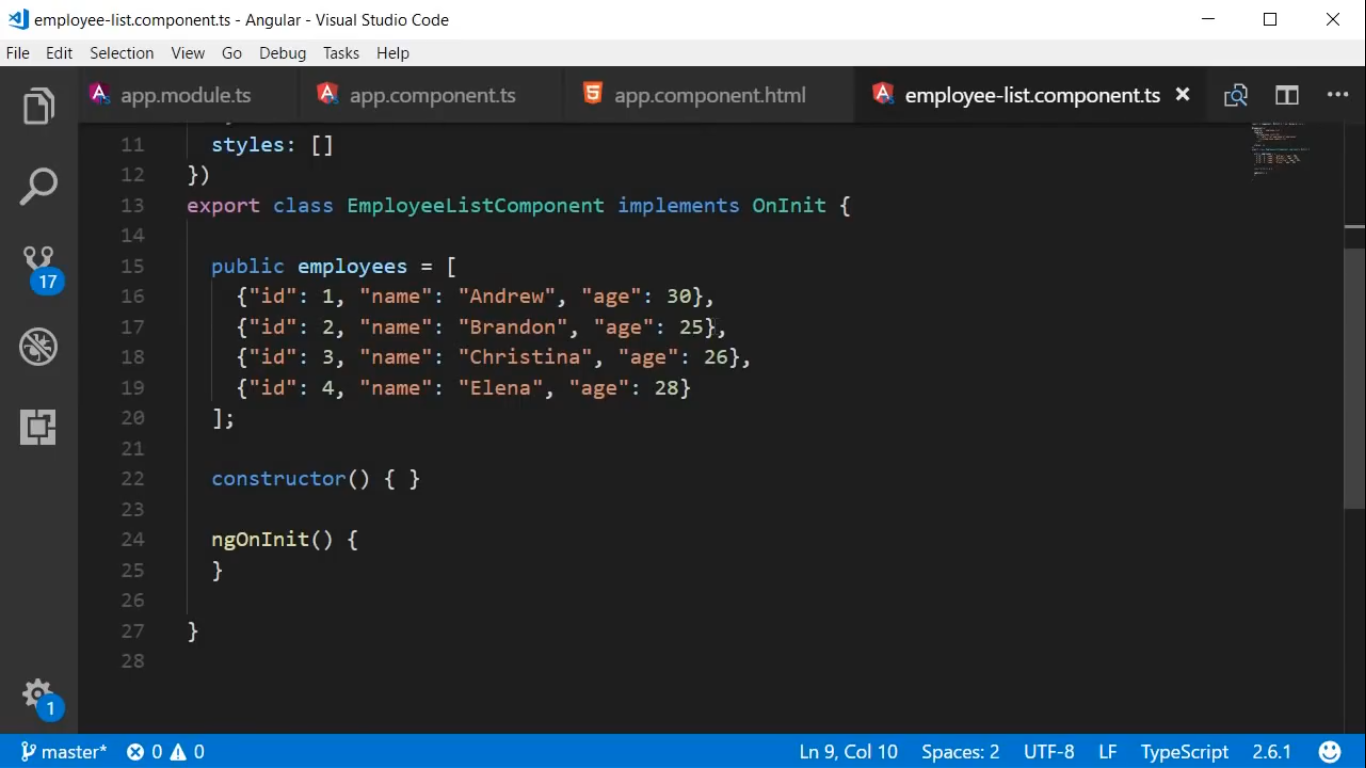 employee-list.component.ts - Angular - Visual Studio Code
File Edit Selection View Go Debug Tasks Help
app.module.ts app.component.ts app.component.html employee-list.component.ts
11 styles: []
12 })
13 export class EmployeeListComponent implements OnInit {
14
15 public employees = [
16 {"id": 1, "name": "Andrew", "age": 30},
17 {"id": 2, "name": "Brandon", "age": 25},
18 {"id": 3, "name": "Christina", "age": 26},
19 {"id": 4, "name": "Elena", "age": 28}
20 ];
21
22 constructor() { }
23
24 ngOnInit() {
25 }
26
27 }
28
17
1
master* 0 0 Ln 9, Col 10 Spaces: 2 UTF-8 LF TypeScript 2.6.1